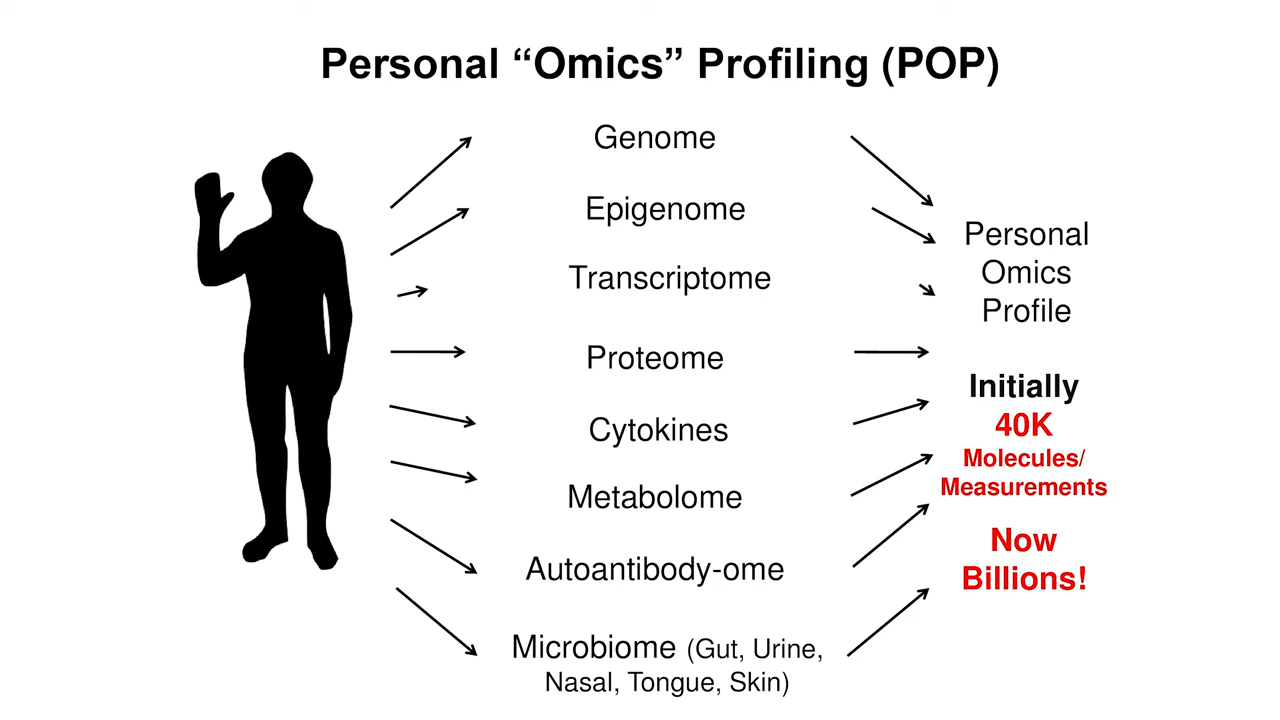 Personal “Omics” Profiling (POP)
Genome
Epigenome
Transcriptome
Proteome
Cytokines
Metabolome
Autoantibody-ome
Microbiome (Gut, Urine,
Nasal, Tongue, Skin)
Personal
Omics
Profile
Initially
40K
Molecules/
Measurements
Now
Billions!